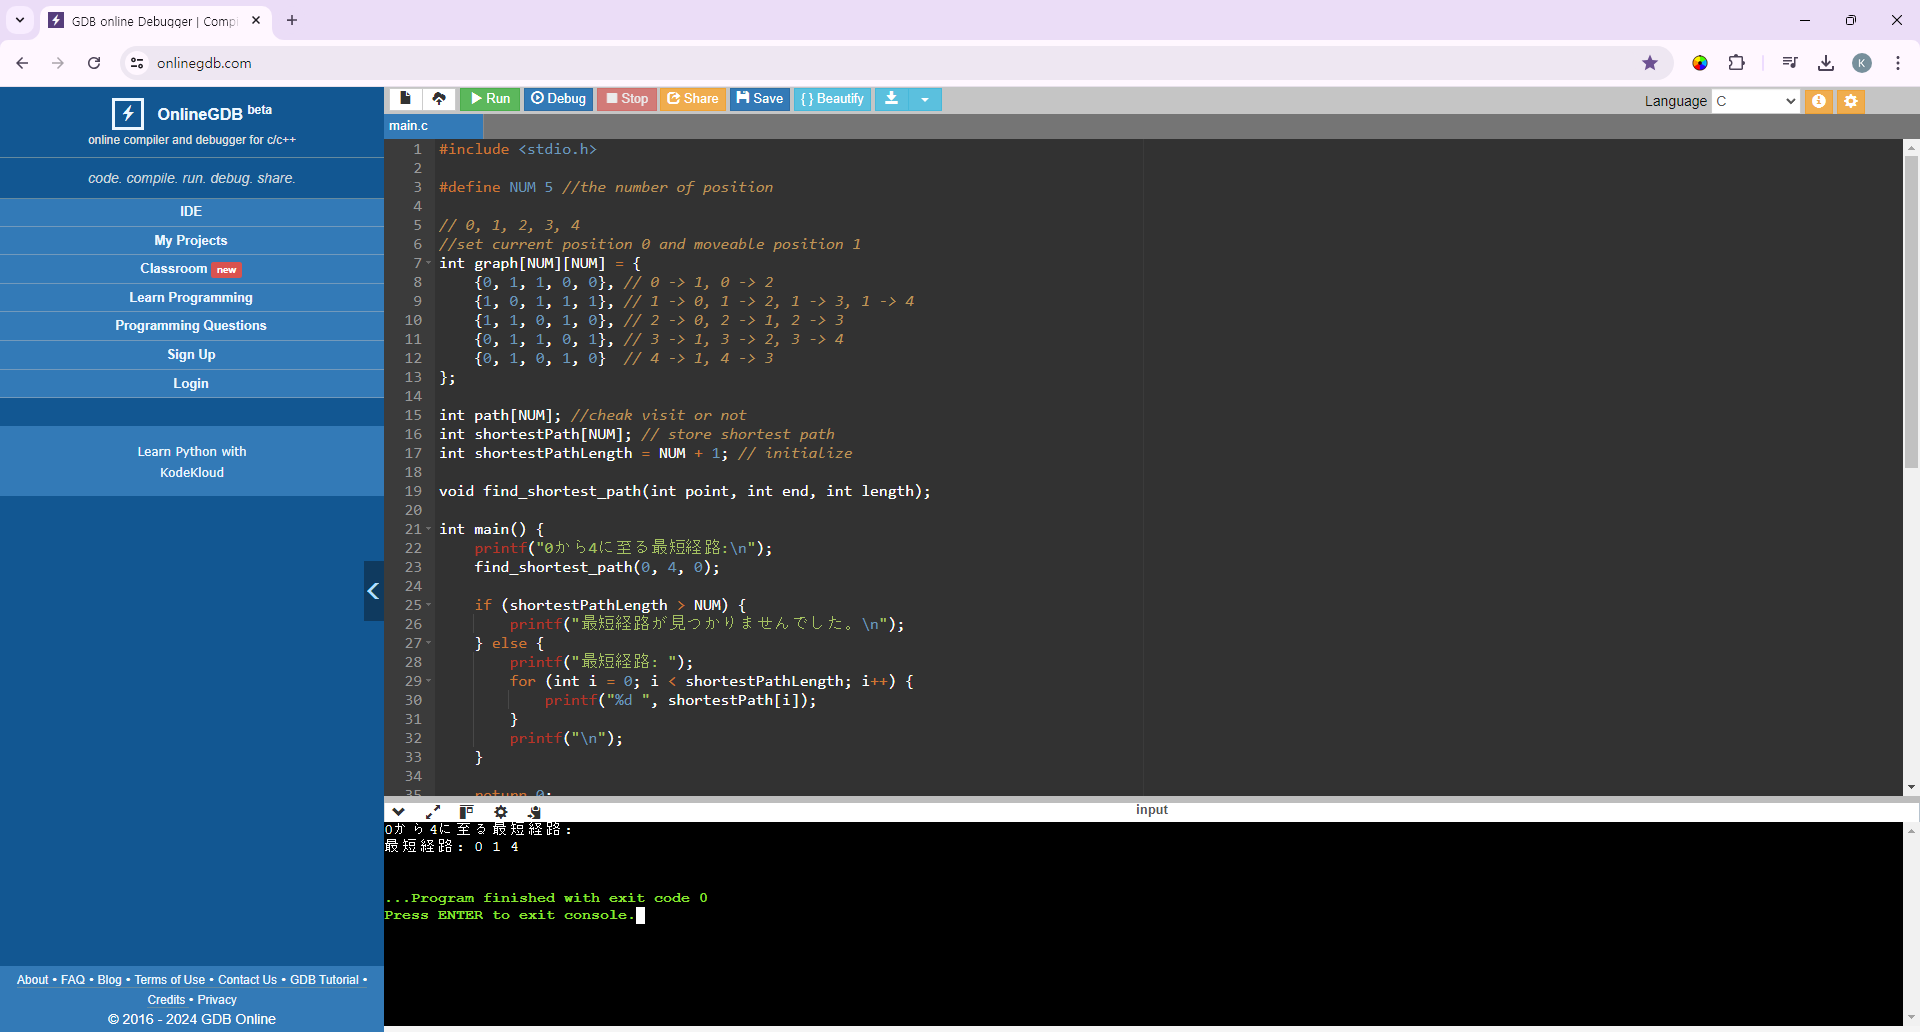 GDB online Debugger | Compi
onlinegdb.com
K
OnlineGDB beta
online compiler and debugger for c/c++
code. compile. run. debug. share.
IDE
My Projects
Classroom new
Learn Programming
Programming Questions
Sign Up
Login
Learn Python with
KodeKloud
About • FAQ • Blog • Terms of Use • Contact Us • GDB Tutorial •
Credits • Privacy
© 2016 - 2024 GDB Online
Run Debug Stop Share Save { } Beautify
Language C
main.c
1 #include <stdio.h>
2
3 #define NUM 5 //the number of position
4
5 // 0, 1, 2, 3, 4
6 //set current position 0 and moveable position 1
7 int graph[NUM][NUM] = {
8 {0, 1, 1, 0, 0}, // 0 -> 1, 0 -> 2
9 {1, 0, 1, 1, 1}, // 1 -> 0, 1 -> 2, 1 -> 3, 1 -> 4
10 {1, 1, 0, 1, 0}, // 2 -> 0, 2 -> 1, 2 -> 3
11 {0, 1, 1, 0, 1}, // 3 -> 1, 3 -> 2, 3 -> 4
12 {0, 1, 0, 1, 0} // 4 -> 1, 4 -> 3
13 };
14
15 int path[NUM]; //cheak visit or not
16 int shortestPath[NUM]; // store shortest path
17 int shortestPathLength = NUM + 1; // initialize
18
19 void find_shortest_path(int point, int end, int length);
20
21 int main() {
22 printf("0から4に至る最短経路:\n");
23 find_shortest_path(0, 4, 0);
24
25 if (shortestPathLength > NUM) {
26 printf("最短経路が見つかりませんでした。\n");
27 } else {
28 printf("最短経路: ");
29 for (int i = 0; i < shortestPathLength; i++) {
30 printf("%d ", shortestPath[i]);
31 }
32 printf("\n");
33 }
34
35 return 0;
input
0から4に至る最短経路:
最短経路: 0 1 4
...Program finished with exit code 0
Press ENTER to exit console.